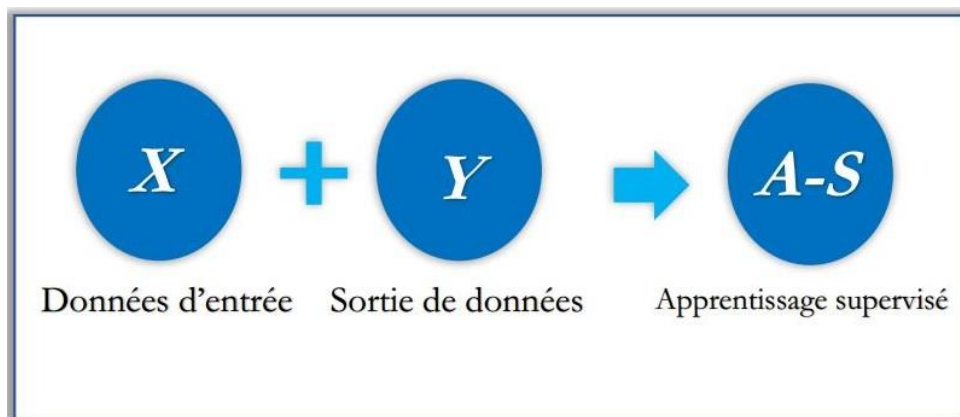 X + Y A-S
Données d'entrée Sortie de données Apprentissage supervisé